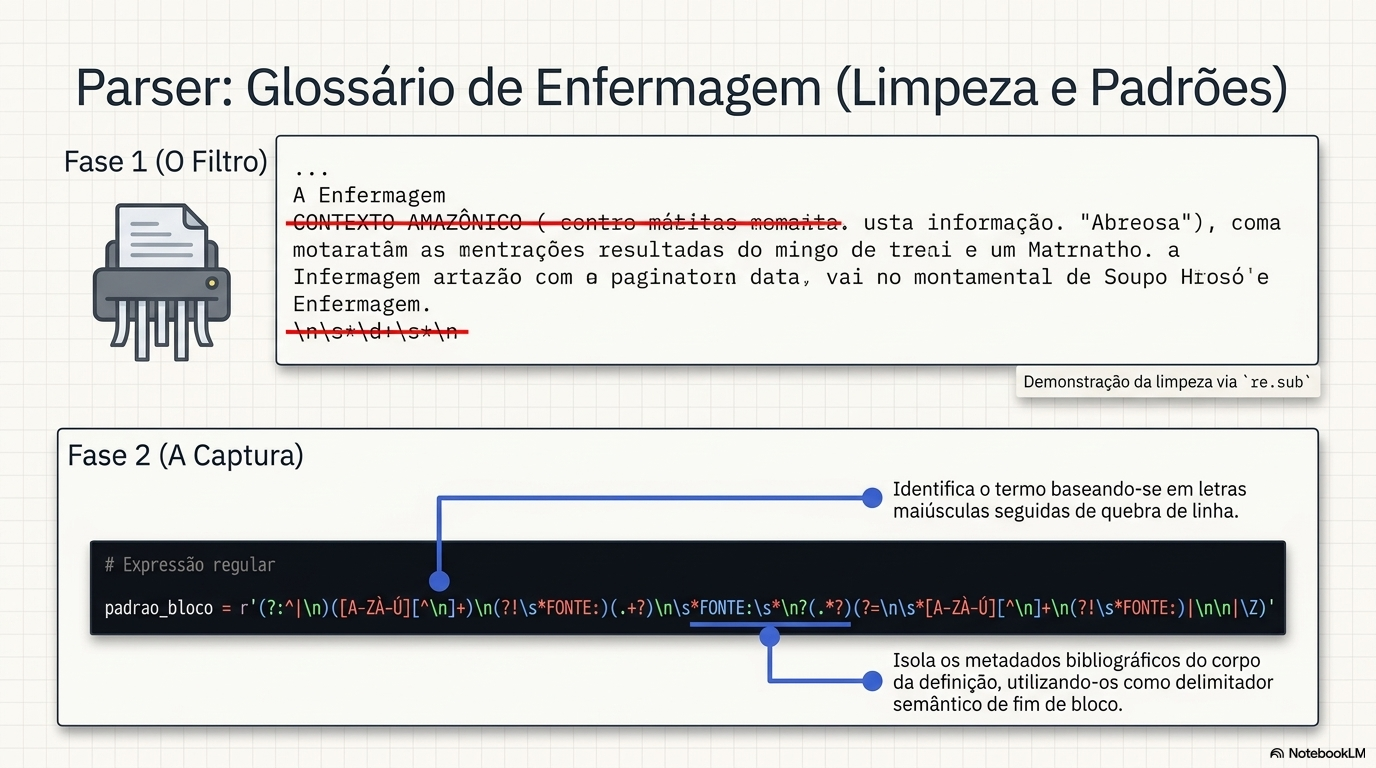 Parser: Glossário de Enfermagem (Limpeza e Padrões)
Fase 1 (O Filtro)
...
A Enfermagem
CONTEXTO AMAZÔNICO ( contro mátitas momaita. usta informação. "Abreosa"), coma
motaratâm as mentrações resultadas do mingo de treai e um Matrnatho. a
Infermagem artazão com o paginatorn data, vai no montamental de Soupo Hrosó'e
Enfermagem.
\n\s*\d+\s*\n
Demonstração da limpeza via `re.sub`
Fase 2 (A Captura)
Identifica o termo baseando-se em letras
maiúsculas seguidas de quebra de linha.
# Expressão regular
padrao_bloco = r'(?:^|\n)([A-ZÀ-Ú][^\n]+)\n(?!\s*FONTE:)(.+?)\n\s*FONTE:\s*\n?(.*?)(?=\n\s*[A-ZÀ-Ú][^\n]+\n(?!\s*FONTE:)|\n\n|\Z)'
Isola os metadados bibliográficos do corpo
da definição, utilizando-os como delimitador
semântico de fim de bloco.
NotebookLM